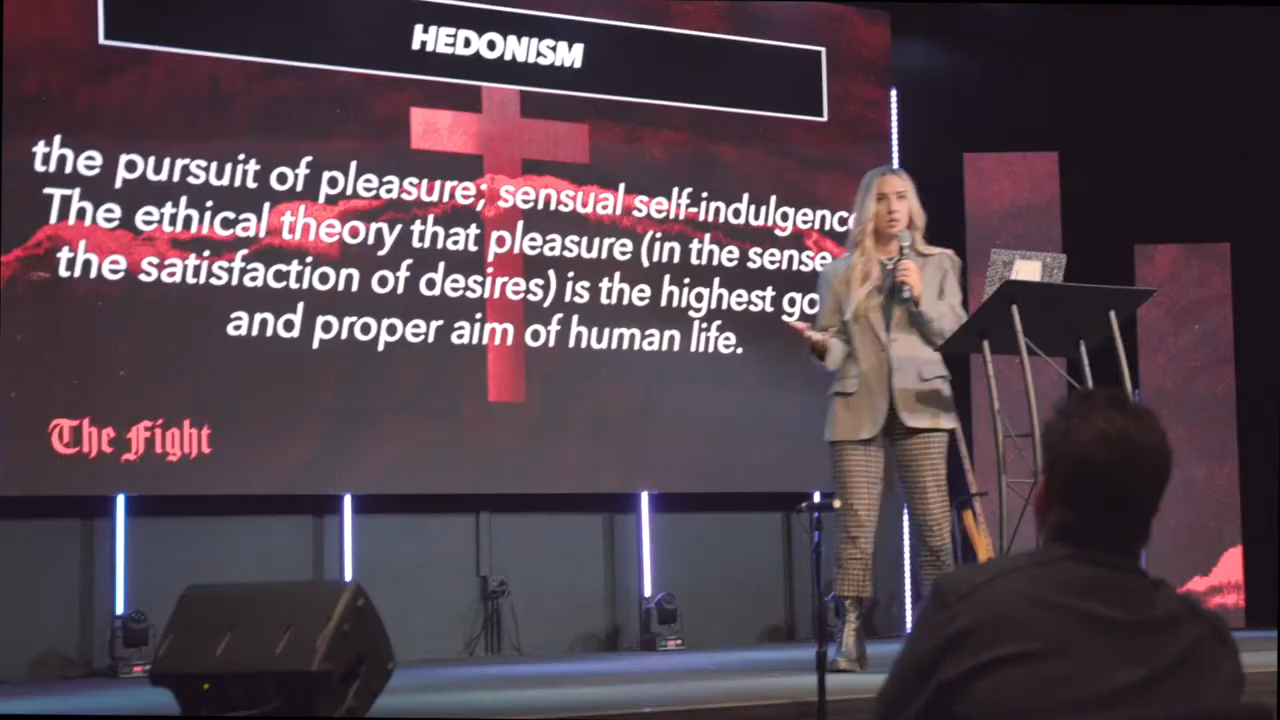 HEDONISM
the pursuit of pleasure; sensual self-indulgence
The ethical theory that pleasure (in the sense
the satisfaction of desires) is the highest
and proper aim of human life.
The Fight